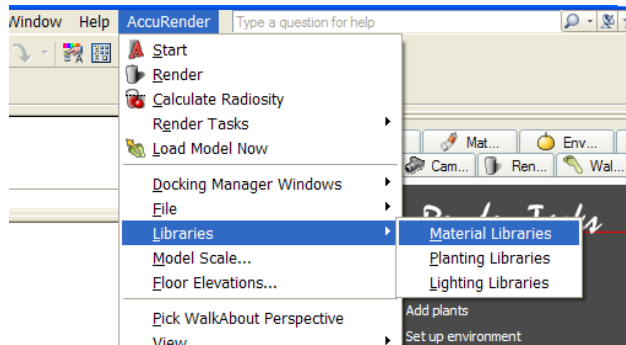 Window Help AccuRender Type a question for help
Start
Render
Calculate Radiosity
Render Tasks
Load Model Now
Mat... Env...
Cam... Ren... Wal...
Docking Manager Windows
File
Render Tasks
Libraries
Material Libraries
Model Scale...
Planting Libraries
Floor Elevations...
Lighting Libraries
Add plants
Pick WalkAbout Perspective
Set up environment
View